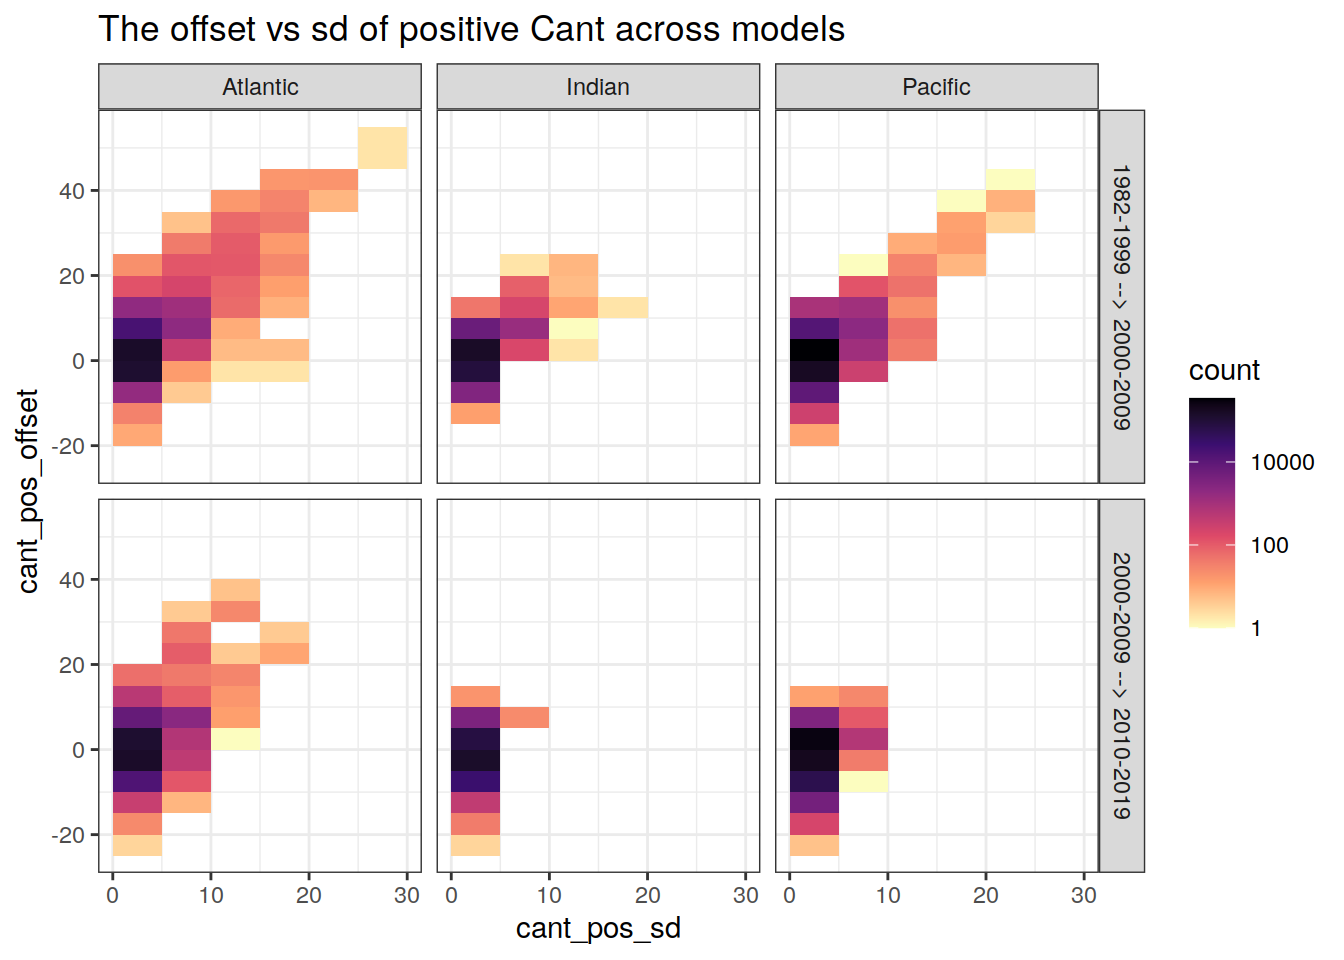 The offset vs sd of positive Cant across models
Atlantic
Indian
Pacific
cant_pos_offset
40
20
0
-20
1982-1999 --> 2000-2009
40
20
0
-20
2000-2009 --> 2010-2019
0 10 20 30
0 10 20 30
0 10 20 30
cant_pos_sd
count
10000
100
1